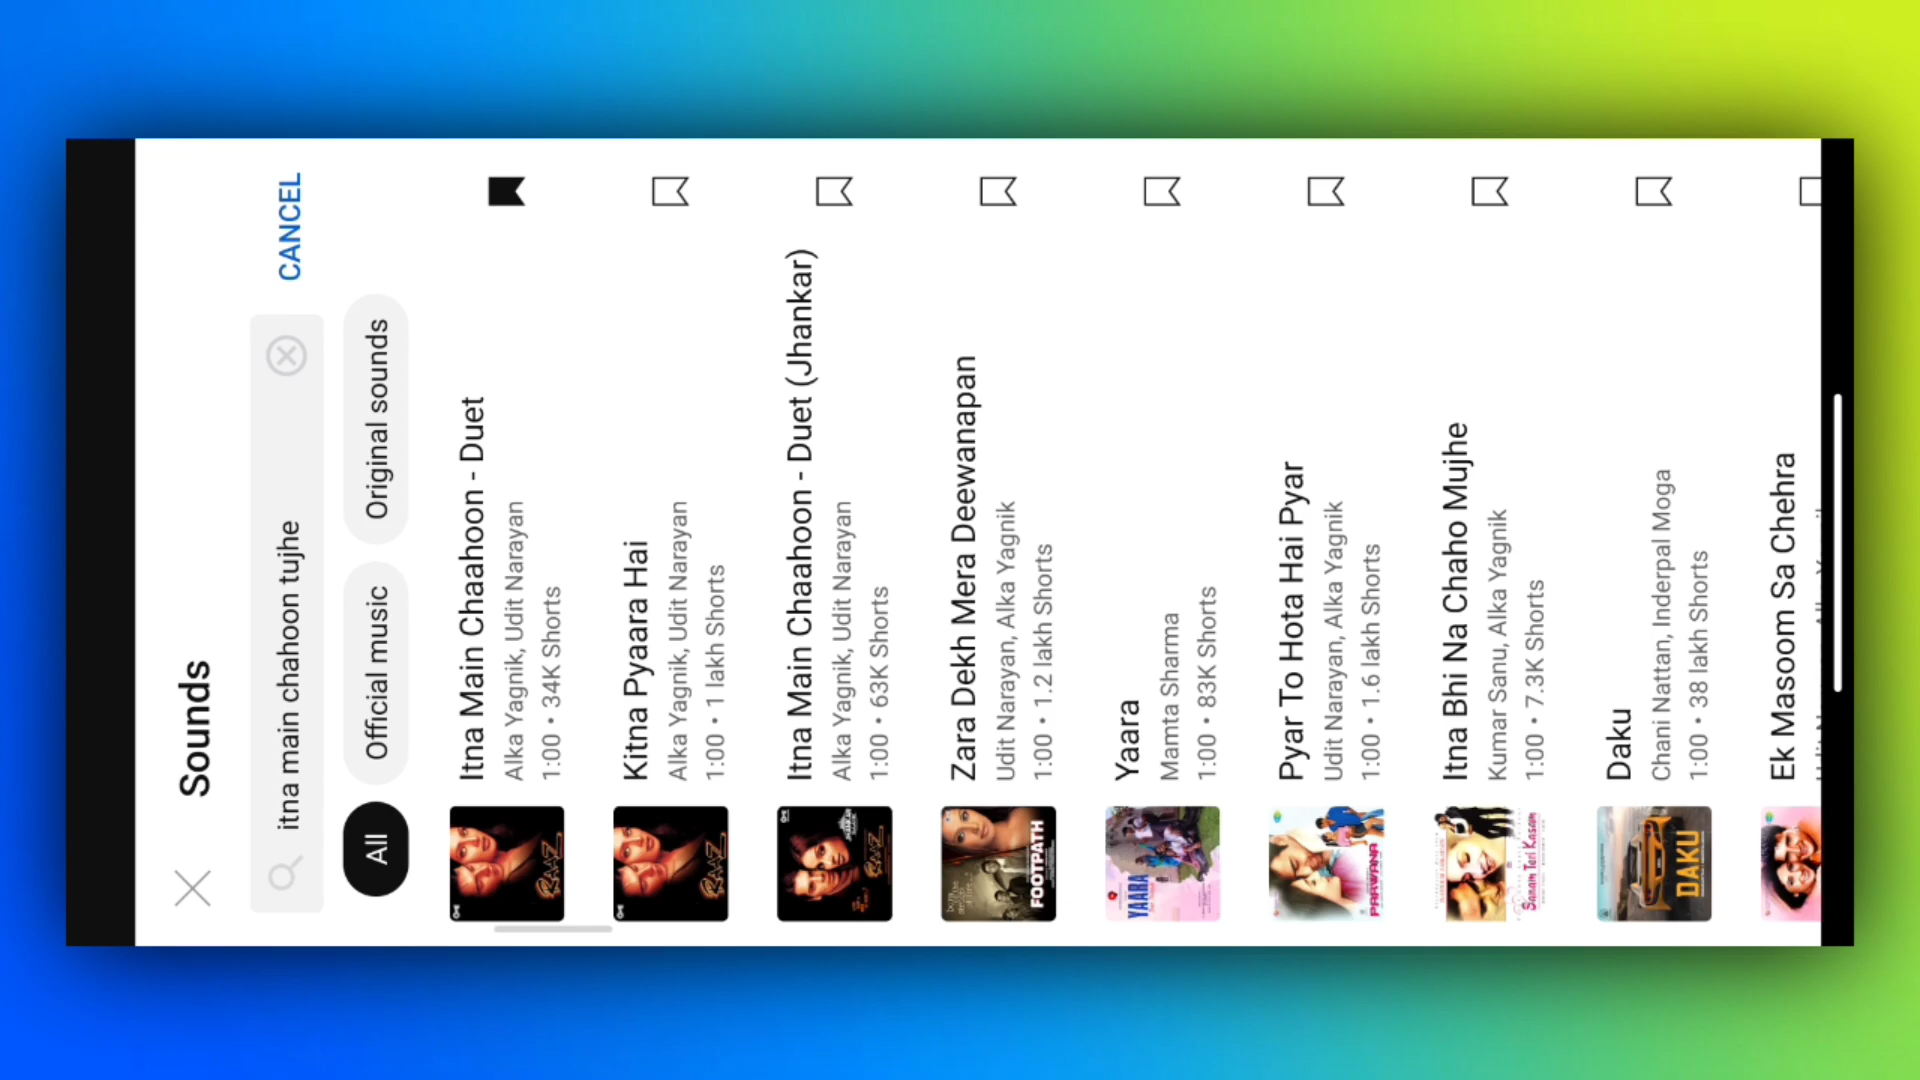 Sounds
itna main chahoon tujhe
CANCEL
All
Official music
Original sounds
Itna Main Chaahoon - Duet
Alka Yagnik, Udit Narayan
1:00 • 34K Shorts
RAAZ
Kitna Pyaara Hai
Alka Yagnik, Udit Narayan
1:00 • 1 lakh Shorts
RAAZ
Itna Main Chaahoon - Duet (Jhankar)
Alka Yagnik, Udit Narayan
1:00 • 63K Shorts
RAAZ
Zara Dekh Mera Deewanapan
Udit Narayan, Alka Yagnik
1:00 • 1.2 lakh Shorts
FOOTPATH
Yaara
Mamta Sharma
1:00 • 83K Shorts
YAARA
Pyar To Hota Hai Pyar
Udit Narayan, Alka Yagnik
1:00 • 1.6 lakh Shorts
PARWANA
Itna Bhi Na Chaho Mujhe
Kumar Sanu, Alka Yagnik
1:00 • 7.3K Shorts
Sanam Teri Kasam
Daku
Chani Nattan, Inderpal Moga
1:00 • 38 lakh Shorts
DAKU
Ek Masoom Sa Chehra